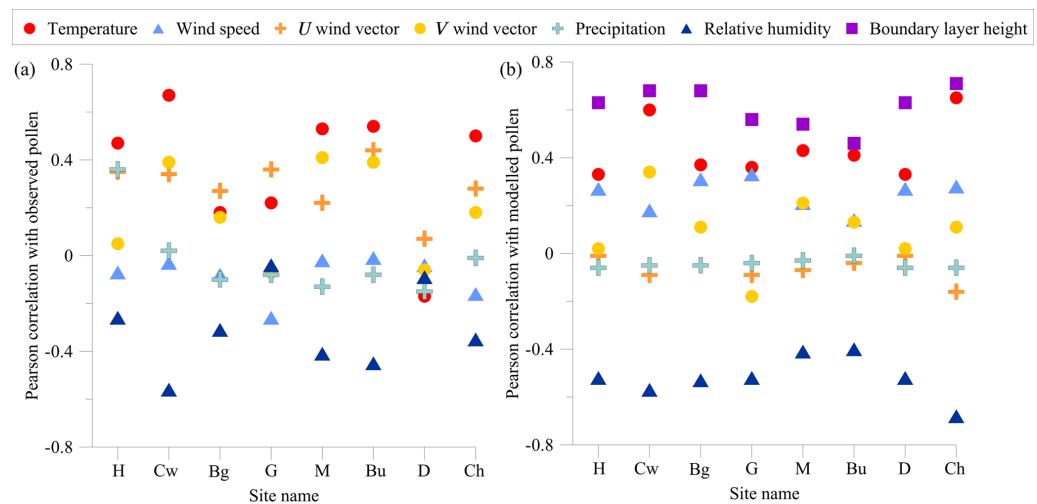 Temperature Wind speed U wind vector V wind vector Precipitation Relative humidity Boundary layer height
(a)
Pearson correlation with observed pollen
0.8
0.4
0
-0.4
-0.8
H Cw Bg G M Bu D Ch
Site name
(b)
Pearson correlation with modelled pollen
0.8
0.4
0
-0.4
-0.8
H Cw Bg G M Bu D Ch
Site name